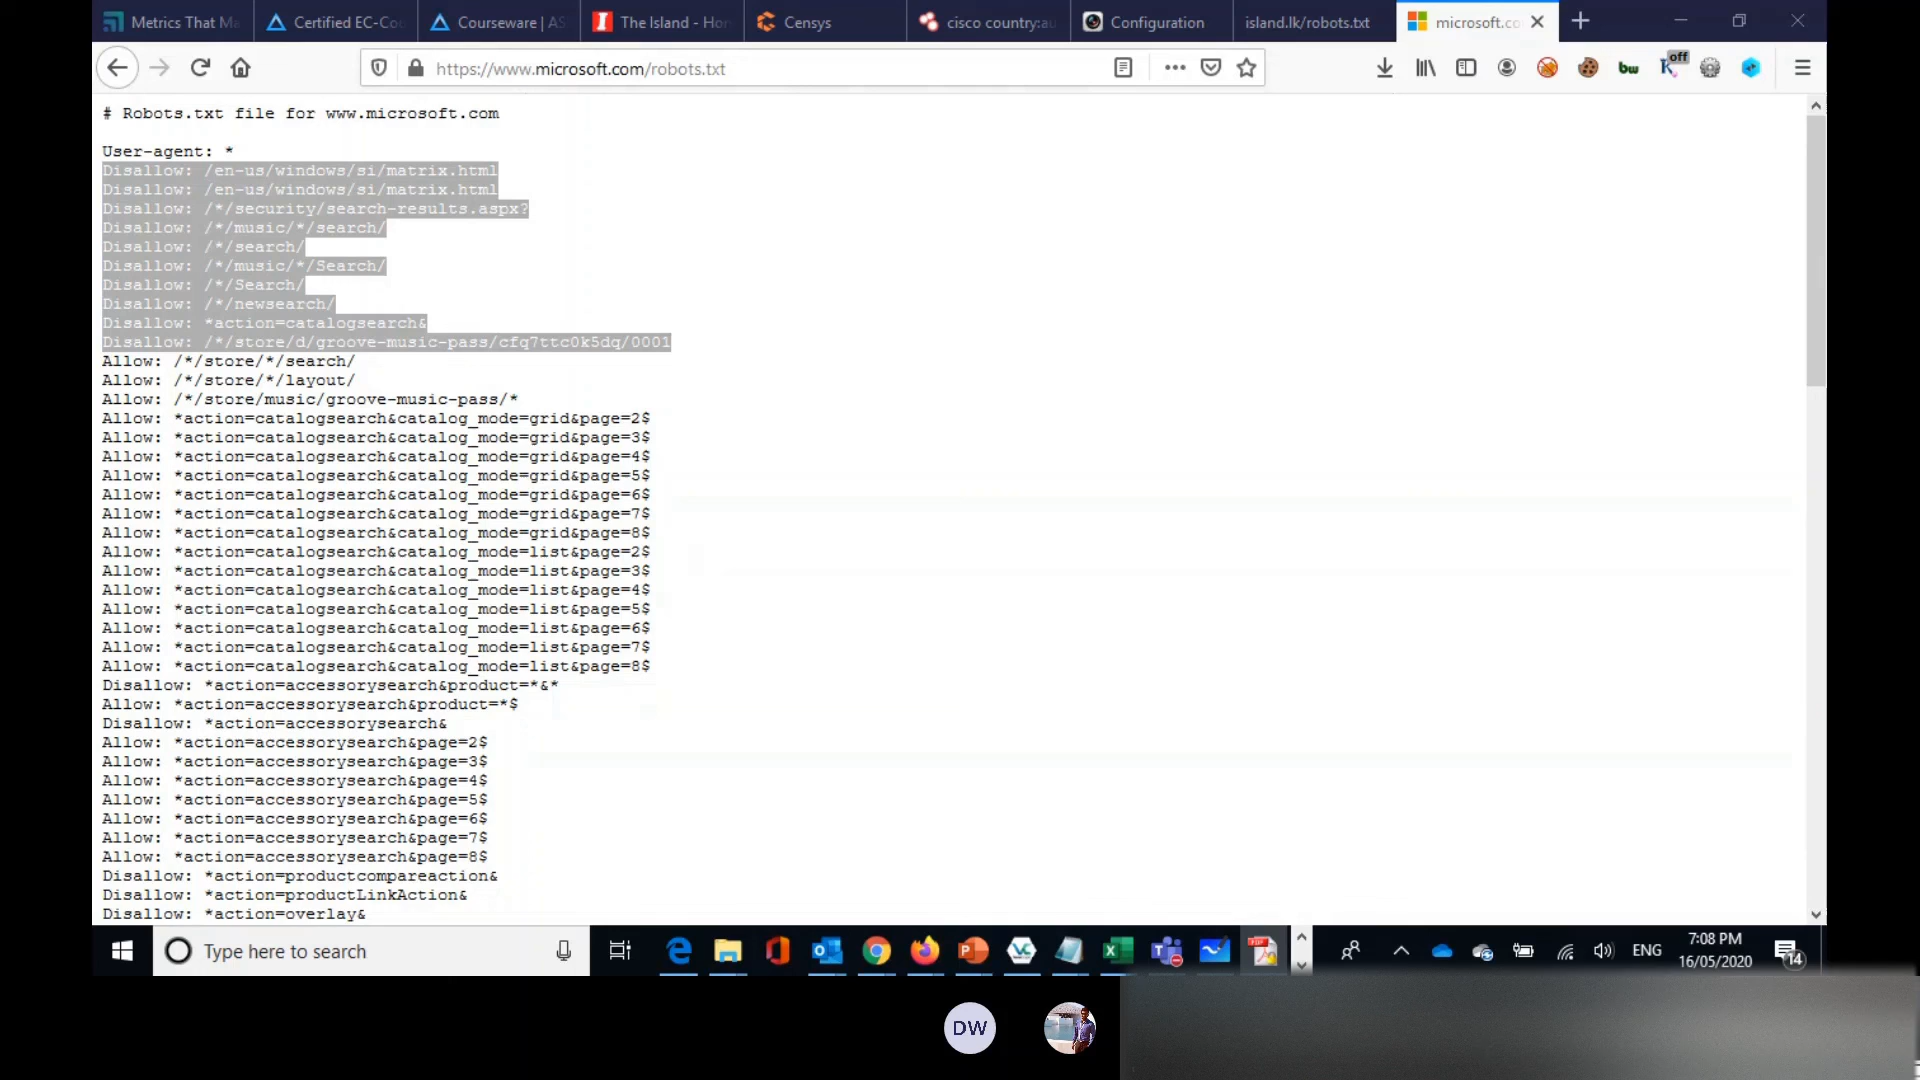 Metrics That Ma
Certified EC-Co
Courseware | AS
The Island - Hom
Censys
cisco country:au
Configuration
island.lk/robots.txt
microsoft.co
https://www.microsoft.com/robots.txt
bw
off
# Robots.txt file for www.microsoft.com
User-agent: *
Disallow: /en-us/windows/si/matrix.html
Disallow: /en-us/windows/si/matrix.html
Disallow: /*/security/search-results.aspx?
Disallow: /*/music/*/search/
Disallow: /*/search/
Disallow: /*/music/*/Search/
Disallow: /*/Search/
Disallow: /*/newsearch/
Disallow: *action=catalogsearch&
Disallow: /*/store/d/groove-music-pass/cfq7ttc0k5dq/0001
Allow: /*/store/*/search/
Allow: /*/store/*/layout/
Allow: /*/store/music/groove-music-pass/*
Allow: *action=catalogsearch&catalog_mode=grid&page=2$
Allow: *action=catalogsearch&catalog_mode=grid&page=3$
Allow: *action=catalogsearch&catalog_mode=grid&page=4$
Allow: *action=catalogsearch&catalog_mode=grid&page=5$
Allow: *action=catalogsearch&catalog_mode=grid&page=6$
Allow: *action=catalogsearch&catalog_mode=grid&page=7$
Allow: *action=catalogsearch&catalog_mode=grid&page=8$
Allow: *action=catalogsearch&catalog_mode=list&page=2$
Allow: *action=catalogsearch&catalog_mode=list&page=3$
Allow: *action=catalogsearch&catalog_mode=list&page=4$
Allow: *action=catalogsearch&catalog_mode=list&page=5$
Allow: *action=catalogsearch&catalog_mode=list&page=6$
Allow: *action=catalogsearch&catalog_mode=list&page=7$
Allow: *action=catalogsearch&catalog_mode=list&page=8$
Disallow: *action=accessorysearch&product=*&*
Allow: *action=accessorysearch&product=*$
Disallow: *action=accessorysearch&
Allow: *action=accessorysearch&page=2$
Allow: *action=accessorysearch&page=3$
Allow: *action=accessorysearch&page=4$
Allow: *action=accessorysearch&page=5$
Allow: *action=accessorysearch&page=6$
Allow: *action=accessorysearch&page=7$
Allow: *action=accessorysearch&page=8$
Disallow: *action=productcompareaction&
Disallow: *action=productLinkAction&
Disallow: *action=overlay&
Type here to search
ENG
7:08 PM
16/05/2020
14
DW